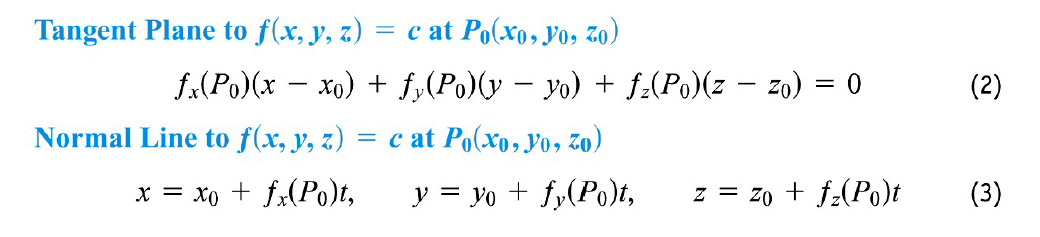 Tangent Plane to f(x, y, z) = c at P₀(x₀, y₀, z₀)
fₓ(P₀)(x − x₀) + f_y(P₀)(y − y₀) + f_z(P₀)(z − z₀) = 0 (2)
Normal Line to f(x, y, z) = c at P₀(x₀, y₀, z₀)
x = x₀ + fₓ(P₀)t, y = y₀ + f_y(P₀)t, z = z₀ + f_z(P₀)t (3)